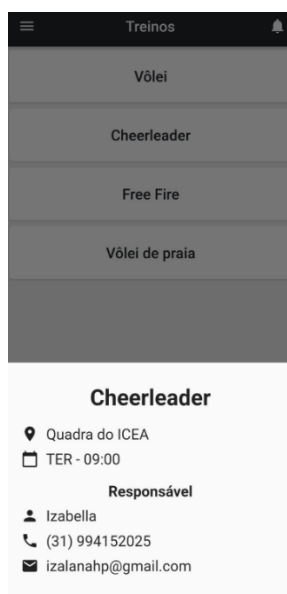 Treinos
Vôlei
Cheerleader
Free Fire
Vôlei de praia
Cheerleader
Quadra do ICEA
TER - 09:00
Responsável
Izabella
(31) 994152025
izalanahp@gmail.com